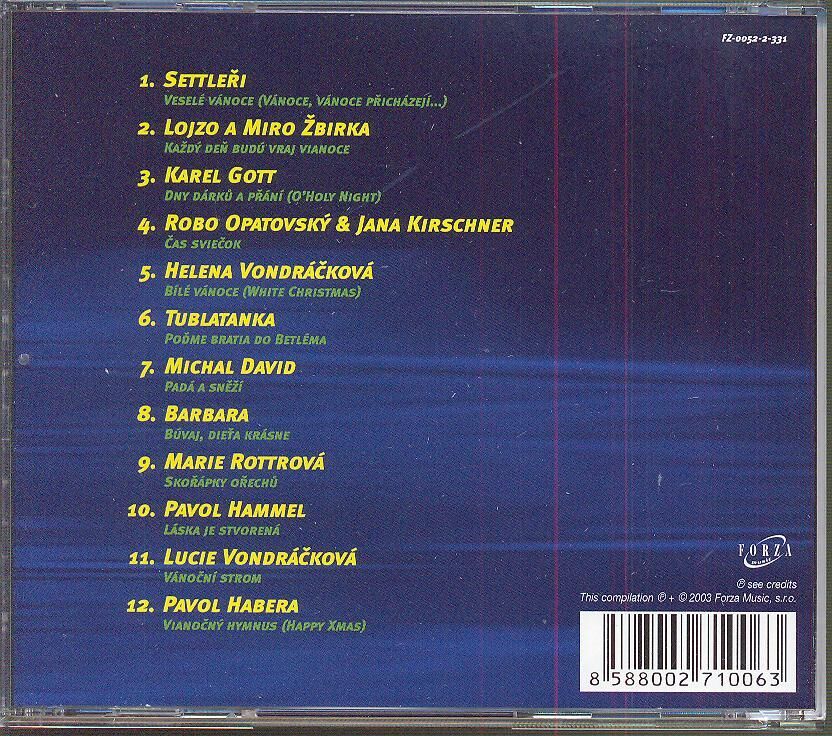 FZ-0052-2-331
1. SETTLEŘI
VESELÉ VÁNOCE (VÁNOCE, VÁNOCE PŘICHÁZEJÍ...)
2. LOJZO A MIRO ŽBIRKA
KAŽDÝ DEŇ BUDÚ VRAJ VIANOCE
3. KAREL GOTT
DNY DÁRKŮ A PŘÁNÍ (O'HOLY NIGHT)
4. ROBO OPATOVSKÝ & JANA KIRSCHNER
ČAS SVIEČOK
5. HELENA VONDRÁČKOVÁ
BÍLÉ VÁNOCE (WHITE CHRISTMAS)
6. TUBLATANKA
POĎME BRATIA DO BETLÉMA
7. MICHAL DAVID
PADÁ A SNĚŽÍ
8. BARBARA
BÚVAJ, DIEŤA KRÁSNE
9. MARIE ROTTROVÁ
SKOŘÁPKY OŘECHŮ
10. PAVOL HAMMEL
LÁSKA JE STVORENÁ
11. LUCIE VONDRÁČKOVÁ
VÁNOČNÍ STROM
12. PAVOL HABERA
VIANOČNÝ HYMNUS (HAPPY XMAS)
FORZA
music
℗ see credits
This compilation ℗ + © 2003 Forza Music, s.r.o.
8 588002 710063